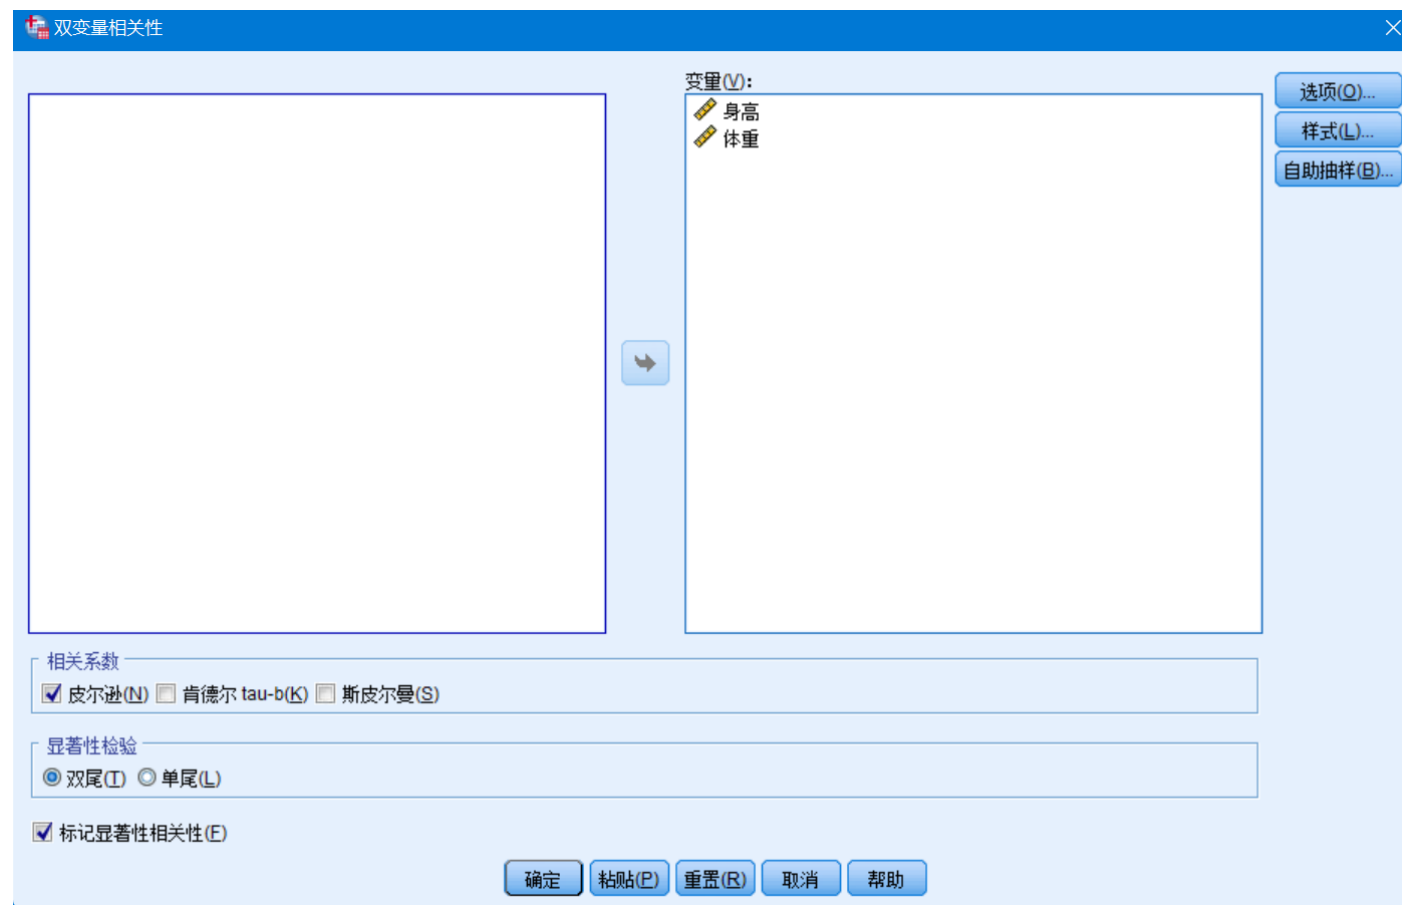 双变量相关性
变量(V):
身高
体重
选项(O)...
样式(L)...
自助抽样(B)...
相关系数
皮尔逊(N) 肯德尔 tau-b(K) 斯皮尔曼(S)
显著性检验
双尾(T) 单尾(L)
标记显著性相关性(F)
确定 粘贴(P) 重置(R) 取消 帮助